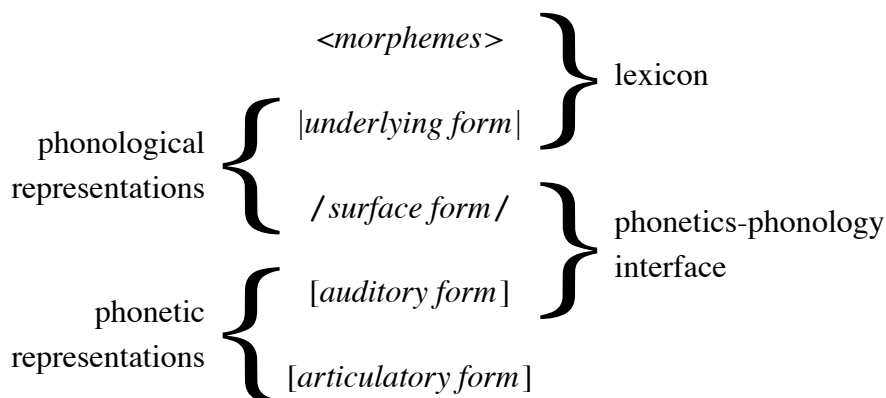 <morphemes>
lexicon
|underlying form|
phonological
representations
/surface form/
phonetics-phonology
interface
[auditory form]
phonetic
representations
[articulatory form]